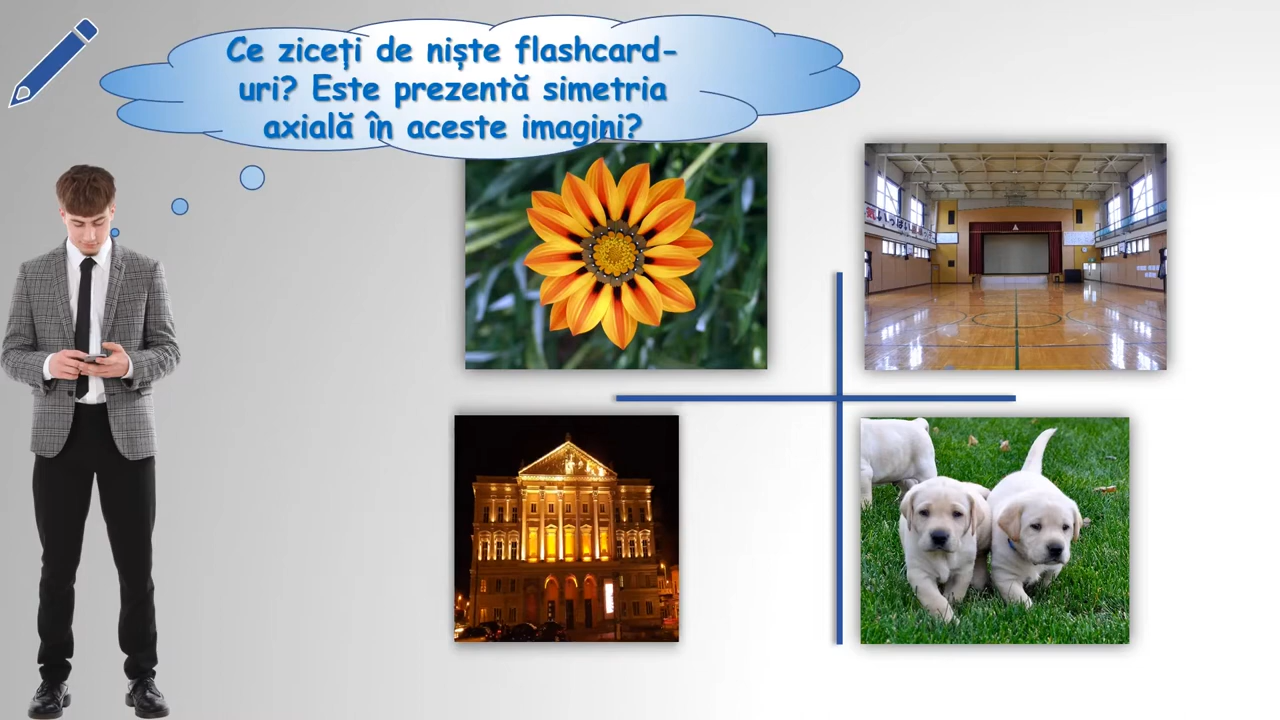 Ce ziceți de niște flashcard-
uri? Este prezentă simetria
axială în aceste imagini?